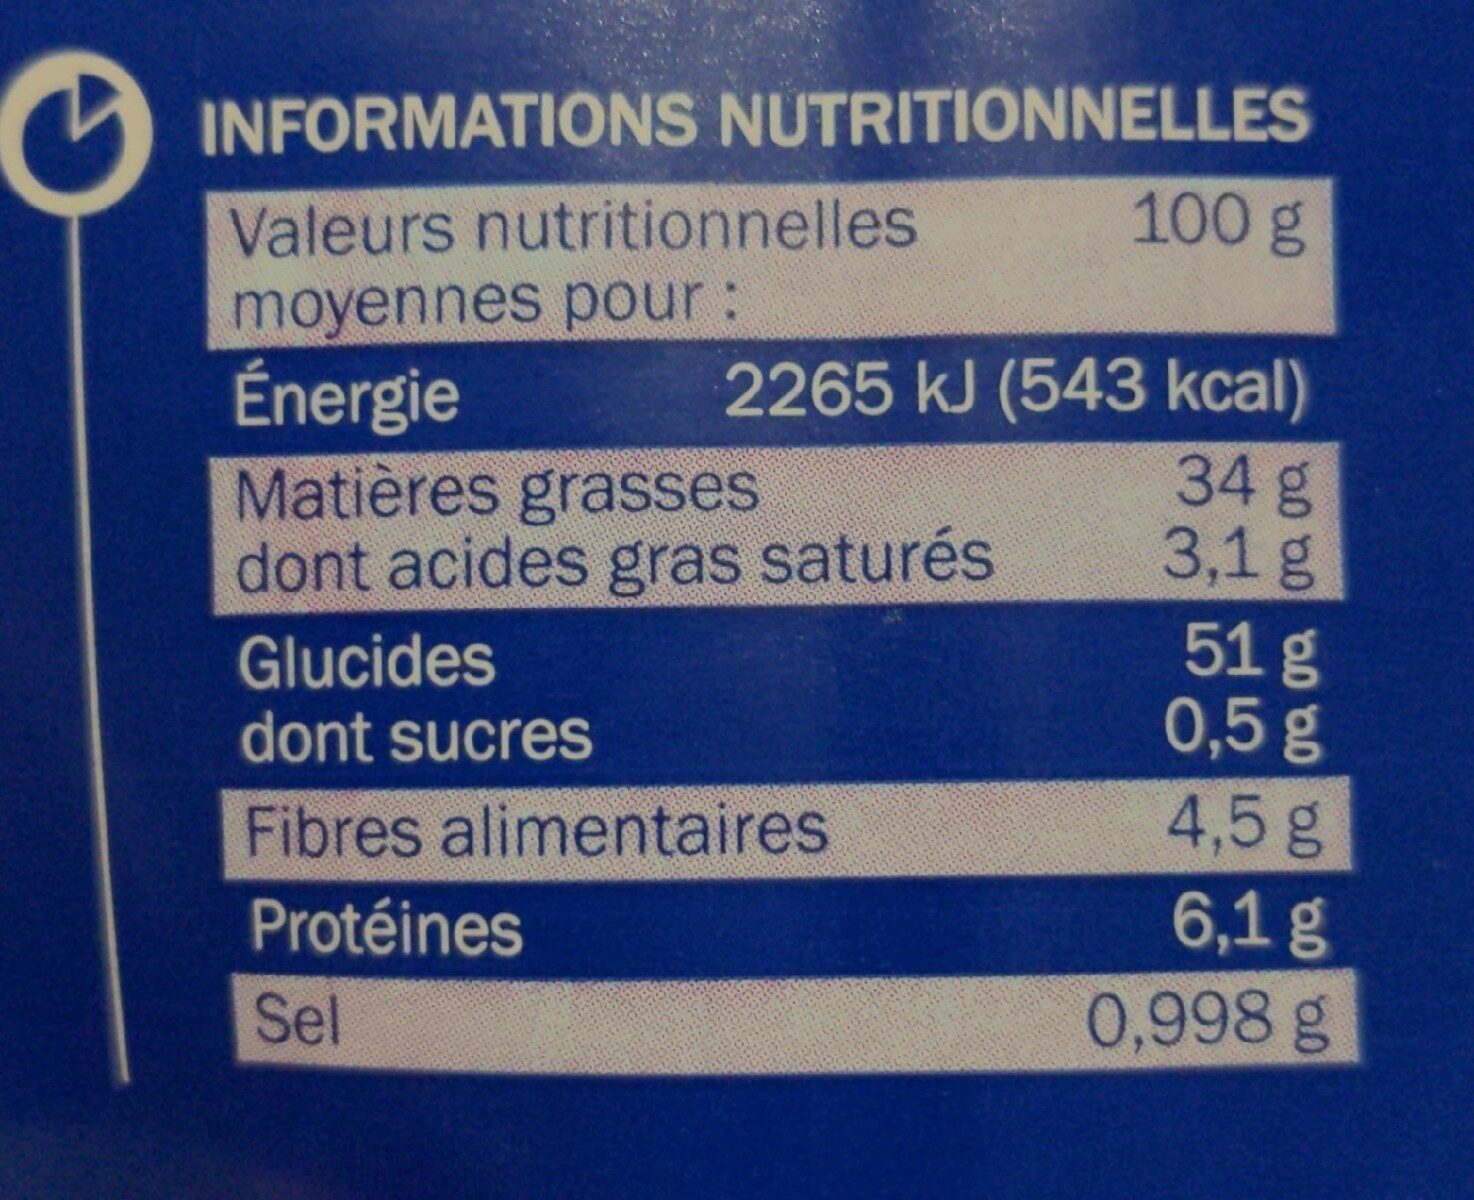 INFORMATIONS NUTRITIONNELLES
Valeurs nutritionnelles 100 g
moyennes pour :
Énergie 2265 kJ (543 kcal)
Matières grasses 34 g
dont acides gras saturés 3,1 g
Glucides 51 g
dont sucres 0,5 g
Fibres alimentaires 4,5 g
Protéines 6,1 g
Sel 0,998 g